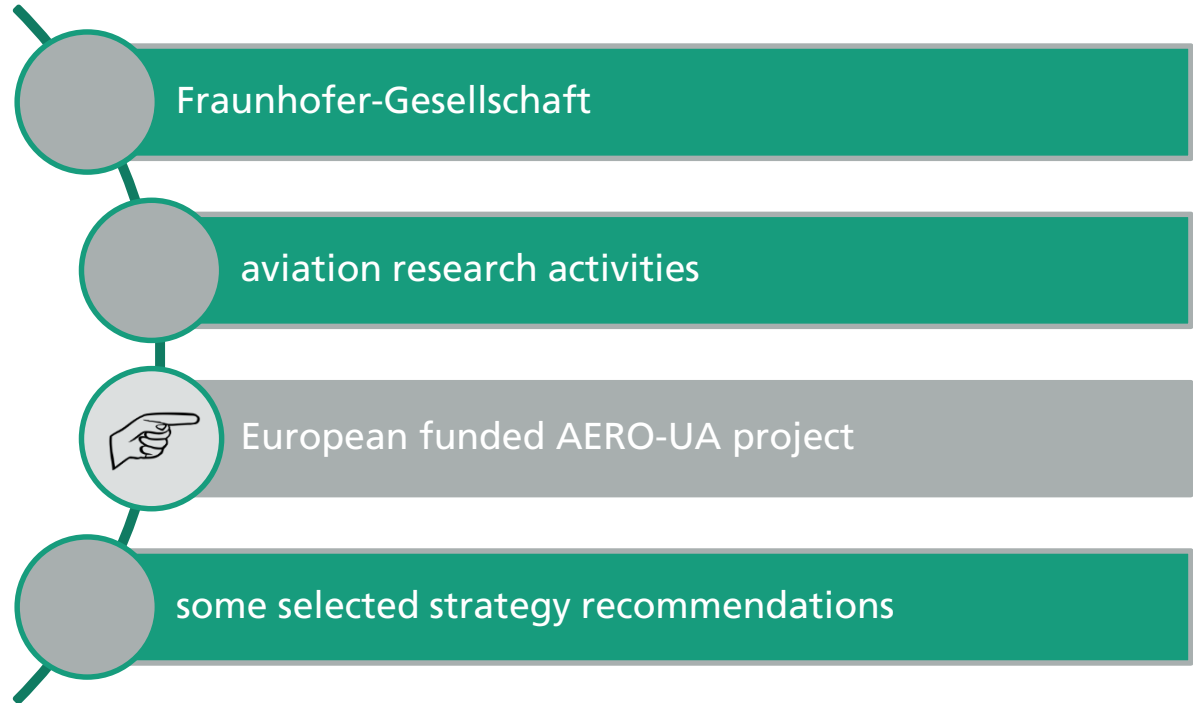 Fraunhofer-Gesellschaft
aviation research activities
European funded AERO-UA project
some selected strategy recommendations